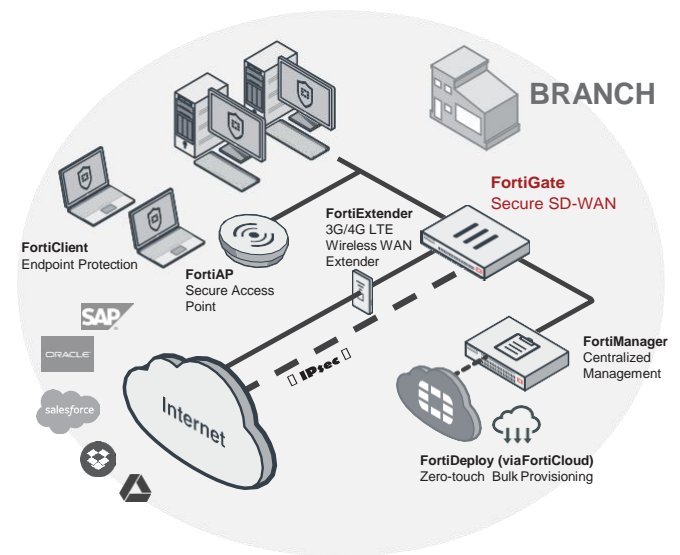 BRANCH
FortiGate
Secure SD-WAN
FortiExtender
3G/4G LTE
Wireless WAN
Extender
FortiClient
Endpoint Protection
FortiAP
Secure Access
Point
SAP
ORACLE
salesforce
Internet
IPsec
FortiManager
Centralized
Management
FortiDeploy (viaFortiCloud)
Zero-touch Bulk Provisioning